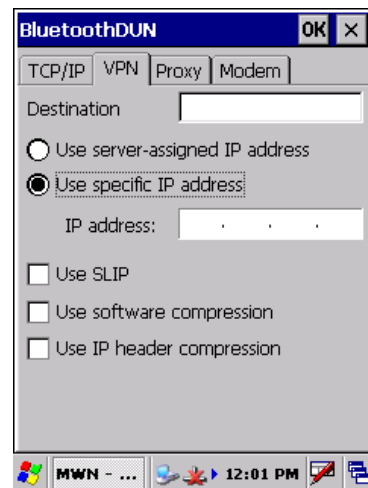 BluetoothDUN OK ×
TCP/IP VPN Proxy Modem
Destination
Use server-assigned IP address
Use specific IP address
IP address: . . .
Use SLIP
Use software compression
Use IP header compression
MWN - ... 12:01 PM